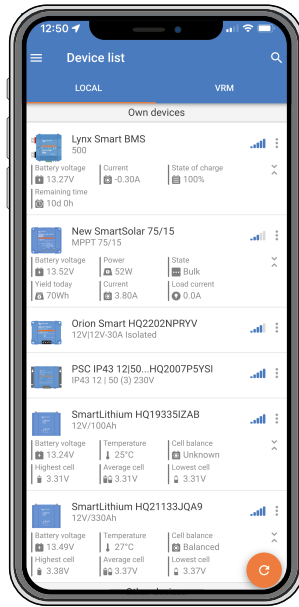 12:50
Device list
LOCAL VRM
Own devices
Lynx Smart BMS
500
Battery voltage Current State of charge
13.27V -0.30A 100%
Remaining time
10d 0h
New SmartSolar 75/15
MPPT 75/15
Battery voltage Power State
13.52V 52W Bulk
Yield today Current Load current
70Wh 3.80A 0.0A
Orion Smart HQ2202NPRYV
12V|12V-30A Isolated
PSC IP43 12|50...HQ2007P5YSI
IP43 12 | 50 (3) 230V
SmartLithium HQ19335IZAB
12V/100Ah
Battery voltage Temperature Cell balance
13.24V 25°C Unknown
Highest cell Average cell Lowest cell
3.31V 3.31V 3.31V
SmartLithium HQ21133JQA9
12V/330Ah
Battery voltage Temperature Cell balance
13.49V 27°C Balanced
Highest cell Average cell Lowest cell
3.38V 3.37V 3.37V